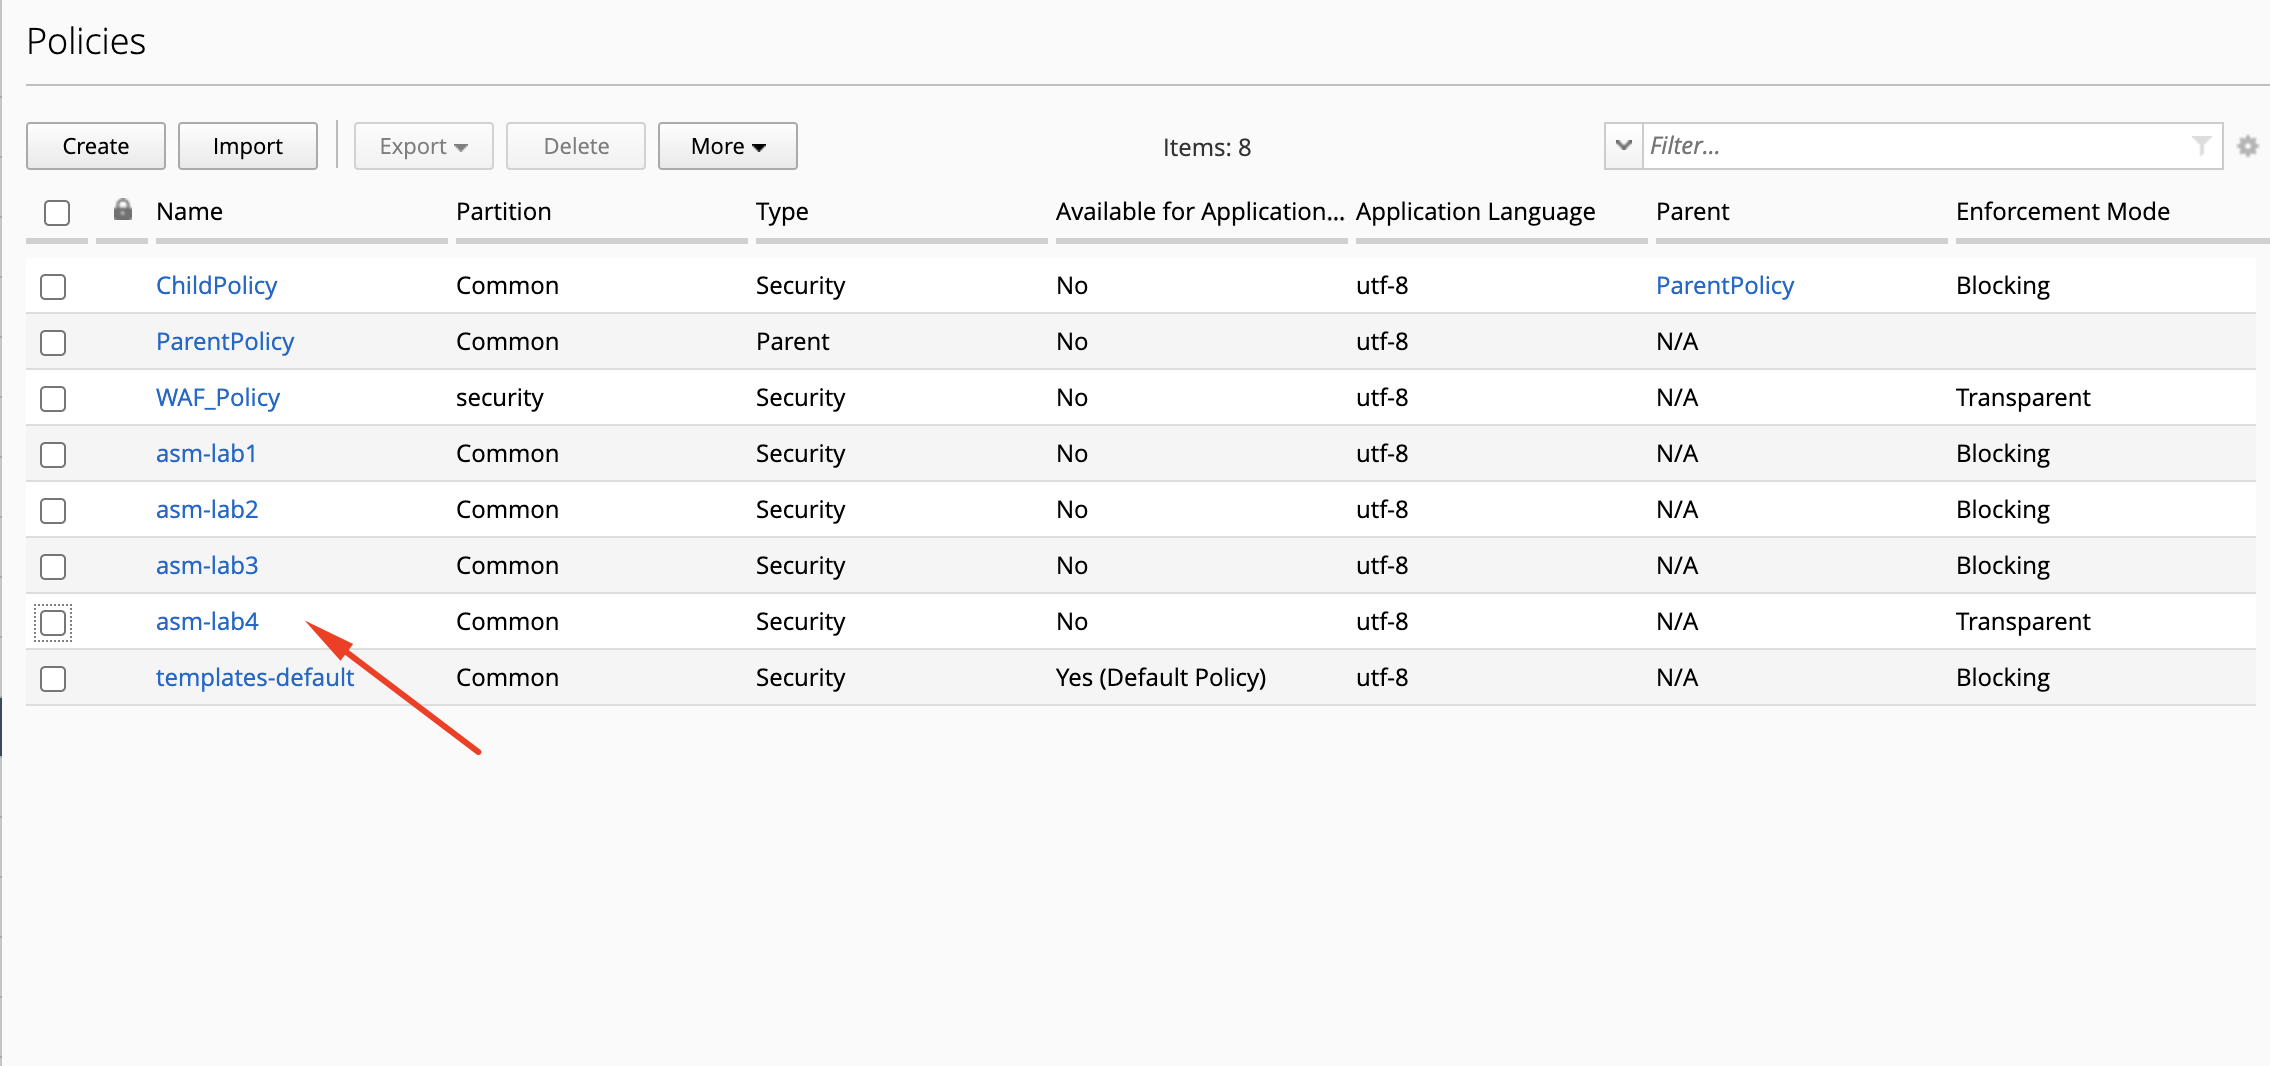 Policies
Create Import Export Delete More Items: 8 Filter...
Name Partition Type Available for Application... Application Language Parent Enforcement Mode
ChildPolicy Common Security No utf-8 ParentPolicy Blocking
ParentPolicy Common Parent No utf-8 N/A
WAF_Policy security Security No utf-8 N/A Transparent
asm-lab1 Common Security No utf-8 N/A Blocking
asm-lab2 Common Security No utf-8 N/A Blocking
asm-lab3 Common Security No utf-8 N/A Blocking
asm-lab4 Common Security No utf-8 N/A Transparent
templates-default Common Security Yes (Default Policy) utf-8 N/A Blocking